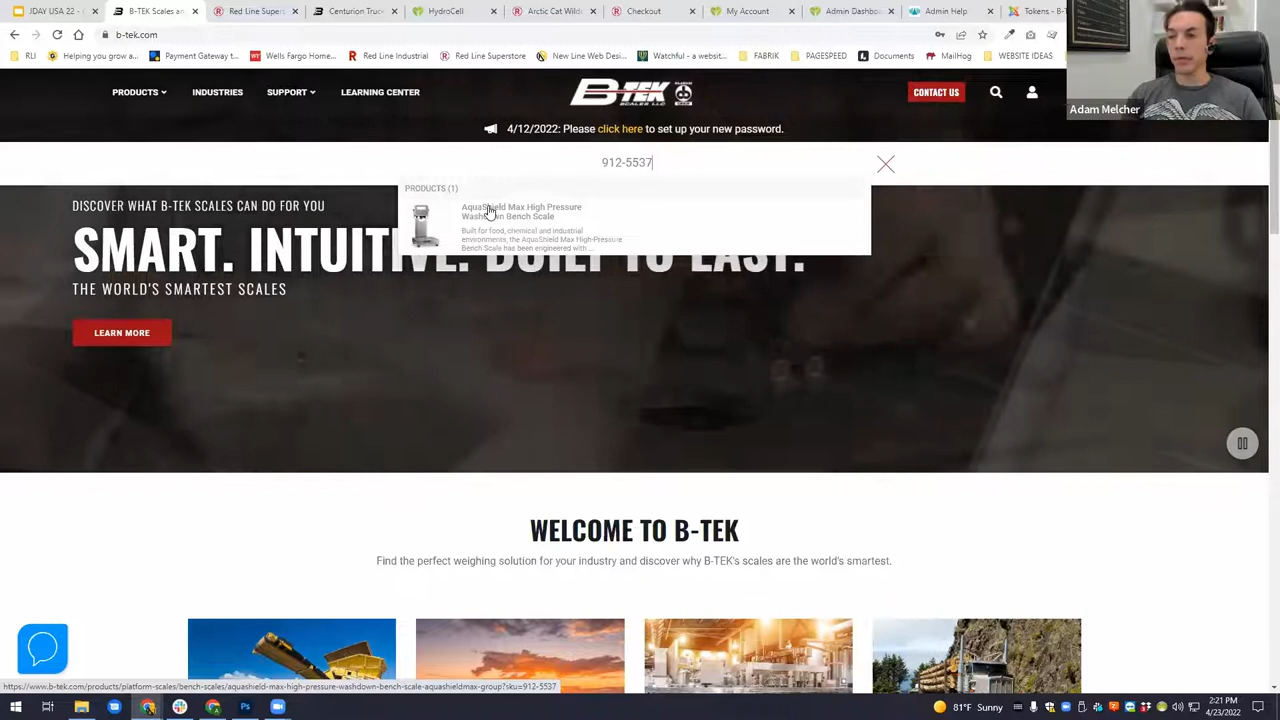 JDAY USA 22 -
B-TEK Scales an
Red Line Supers
Centurion Truck
HydroCell
Arctic Cat Wild
Checkout
My Account
Admin Dashboa
Admin Help
Tokens - B-T
b-tek.com
RLI
Helping you grow a...
Payment Gateway t...
Wells Fargo Home...
Red Line Industrial
Red Line Superstore
New Line Web Desi...
Watchful - a websit...
FABRIK
PAGESPEED
Documents
MailHog
WEBSITE IDEAS
Adam Melcher
PRODUCTS
INDUSTRIES
SUPPORT
LEARNING CENTER
B-TEK
SCALES LLC
CONTACT US
4/12/2022: Please click here to set up your new password.
912-5537
PRODUCTS (1)
AquaShield Max High Pressure
Washdown Bench Scale
Built for food, chemical and industrial
environments, the AquaShield Max High-Pressure
Bench Scale has been engineered with ...
DISCOVER WHAT B-TEK SCALES CAN DO FOR YOU
SMART. INTUITIVE. BUILT TO LAST.
THE WORLD'S SMARTEST SCALES
LEARN MORE
WELCOME TO B-TEK
Find the perfect weighing solution for your industry and discover why B-TEK's scales are the world's smartest.
https://www.b-tek.com/products/platform-scales/bench-scales/aquashield-max-high-pressure-washdown-bench-scale-aquashieldmax-group?sku=912-5537
81°F Sunny
2:21 PM
4/23/2022